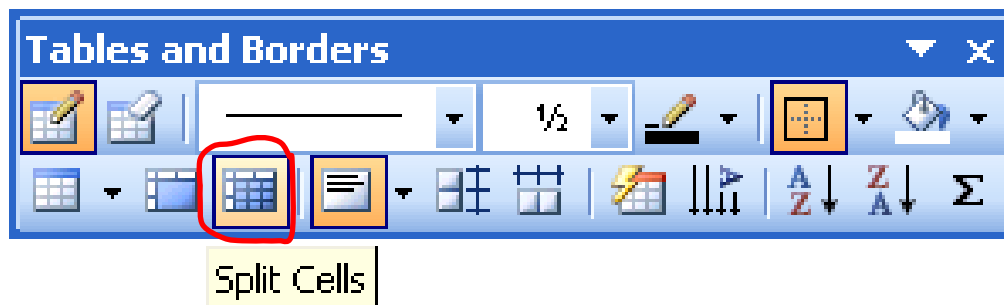 Tables and Borders
½
A
Z
Z
A
Σ
Split Cells